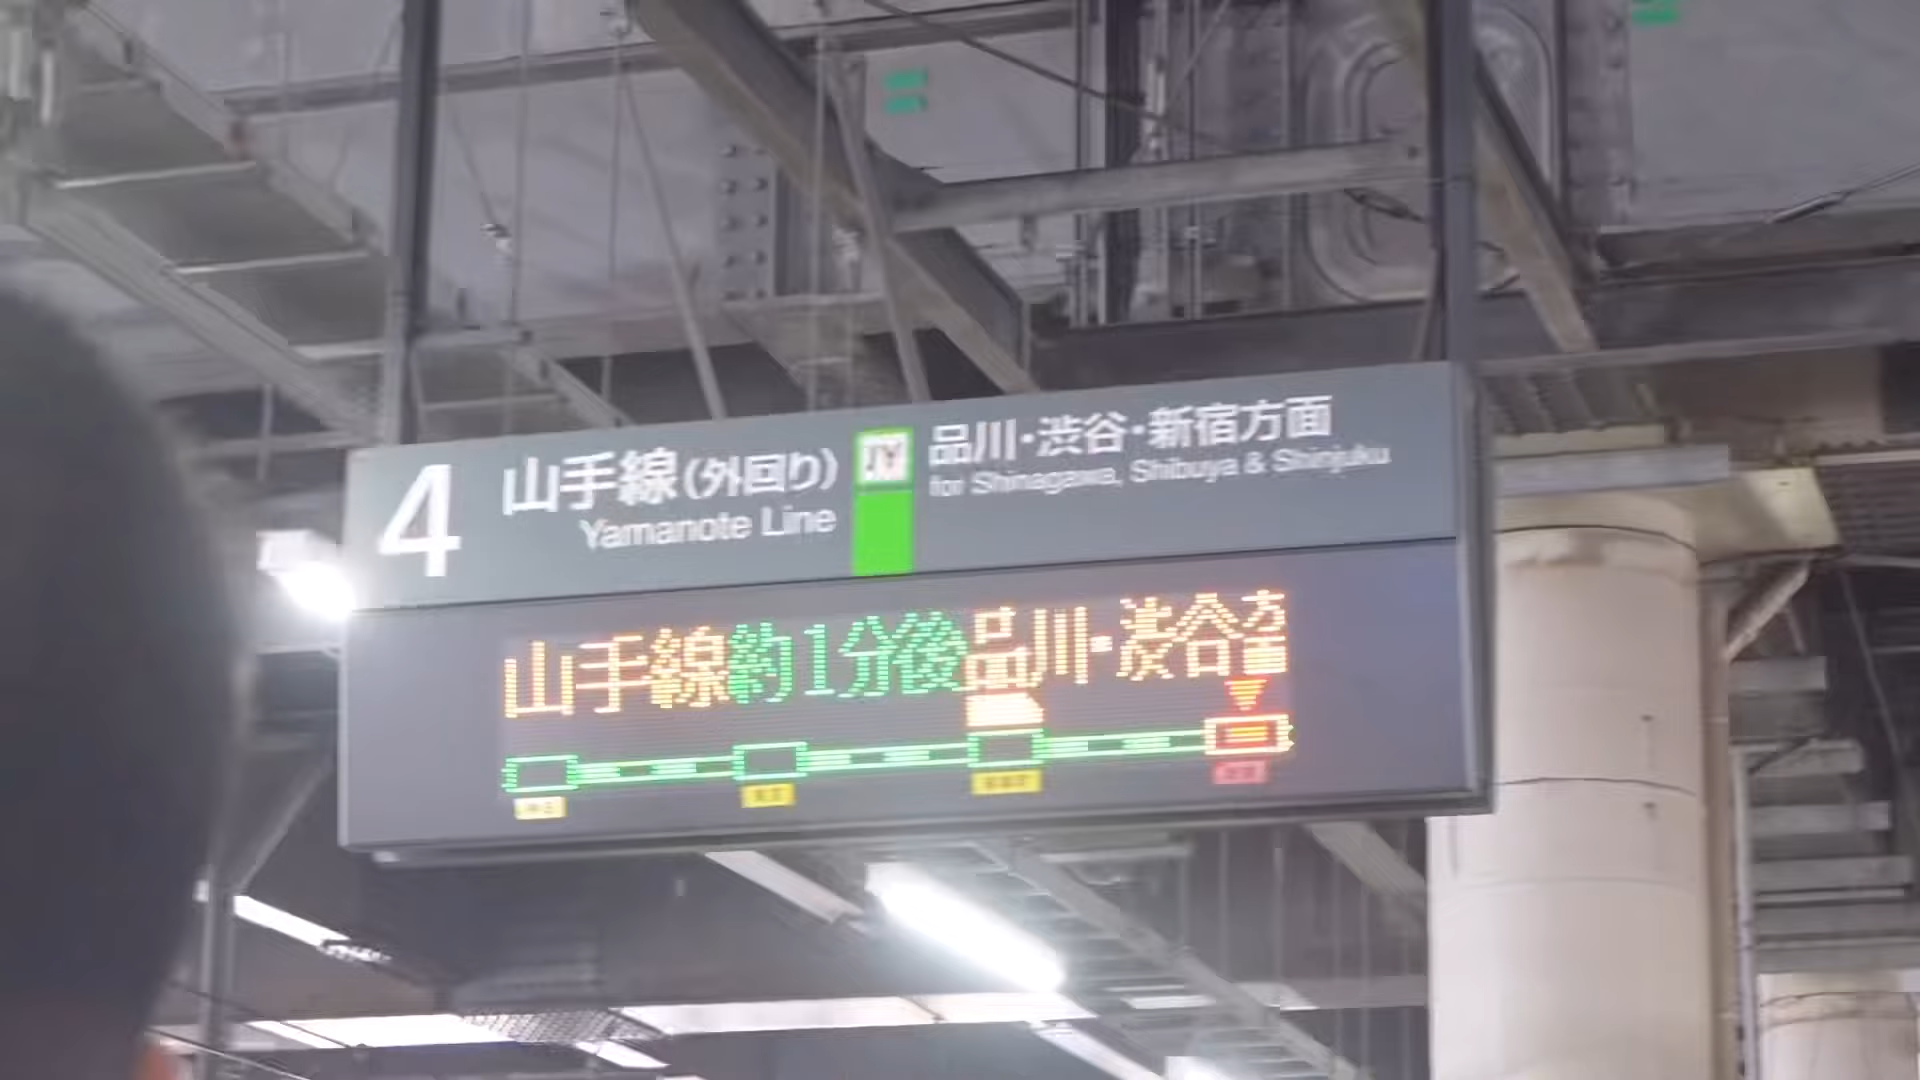 4 山手線(外回り) JY 品川・渋谷・新宿方面
Yamanote Line for Shinagawa, Shibuya & Shinjuku
山手線約1分後品川・渋谷方面